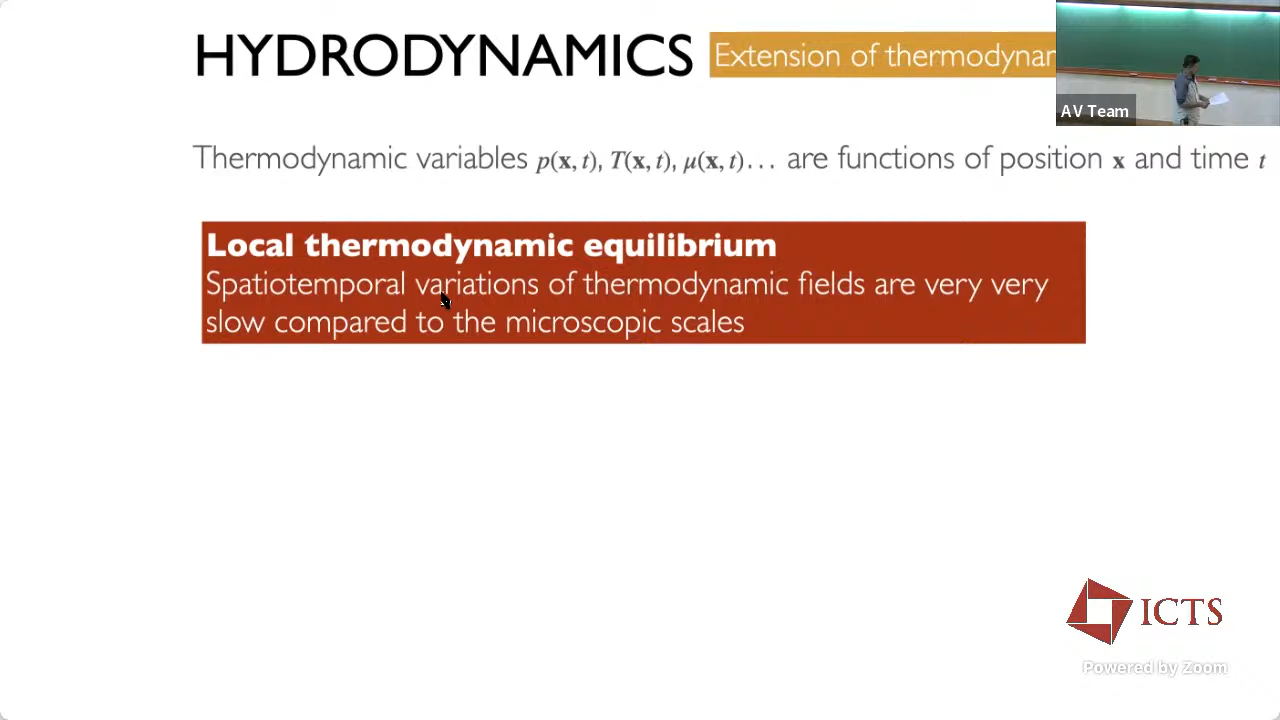 HYDRODYNAMICS
Extension of thermodynam
AV Team
Thermodynamic variables p(x, t), T(x, t), μ(x, t)… are functions of position x and time t
Local thermodynamic equilibrium
Spatiotemporal variations of thermodynamic fields are very very
slow compared to the microscopic scales
ICTS
Powered by Zoom